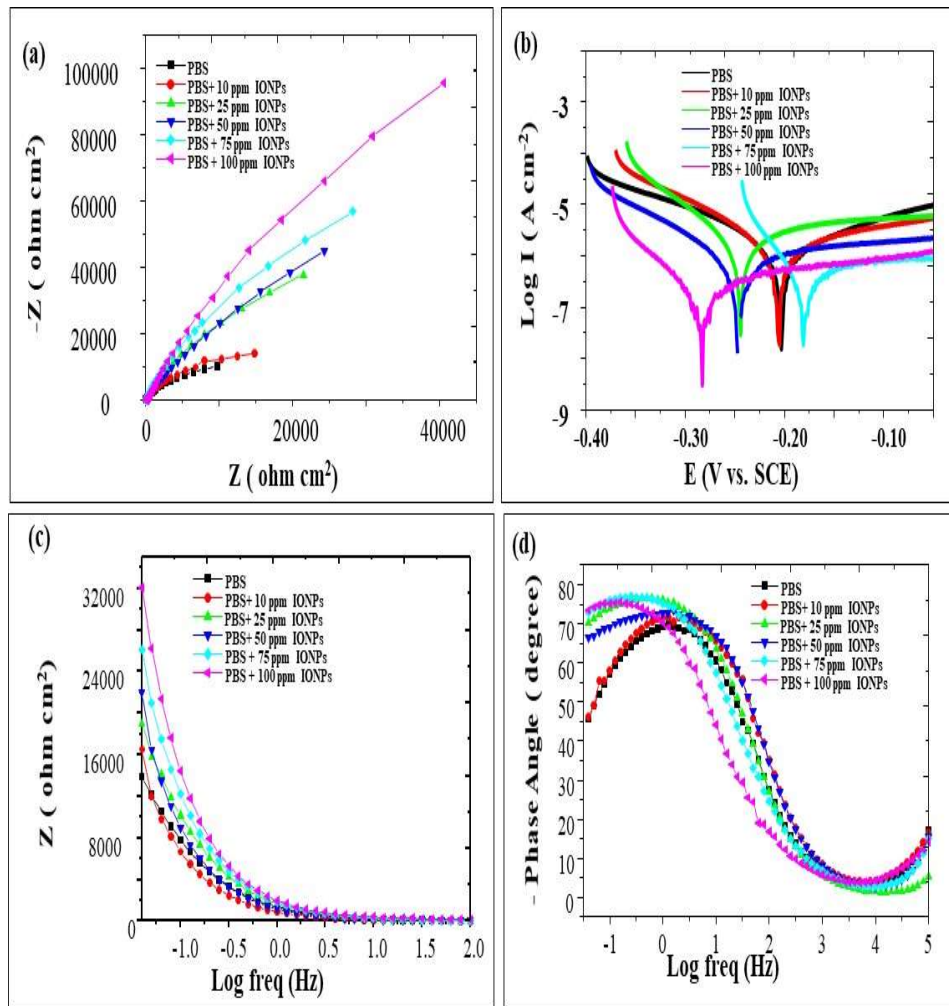 (a)
PBS
PBS+ 10 ppm IONPs
PBS+ 25 ppm IONPs
PBS+ 50 ppm IONPs
PBS + 75 ppm IONPs
PBS + 100 ppm IONPs
100000
80000
60000
40000
20000
0
0
20000
40000
-Z ( ohm cm²)
Z ( ohm cm²)
(b)
PBS
PBS+ 10 ppm IONPs
PBS+ 25 ppm IONPs
PBS+ 50 ppm IONPs
PBS + 75 ppm IONPs
PBS + 100 ppm IONPs
-3
-5
-7
-9
-0.40
-0.30
-0.20
-0.10
Log I ( A cm⁻²)
E (V vs. SCE)
(c)
PBS
PBS+ 10 ppm IONPs
PBS+ 25 ppm IONPs
PBS+ 50 ppm IONPs
PBS + 75 ppm IONPs
PBS + 100 ppm IONPs
32000
24000
16000
8000
0
-1.0
-0.5
0.0
0.5
1.0
1.5
2.0
Z ( ohm cm²)
Log freq (Hz)
(d)
PBS
PBS+ 10 ppm IONPs
PBS+ 25 ppm IONPs
PBS+ 50 ppm IONPs
PBS + 75 ppm IONPs
PBS + 100 ppm IONPs
80
70
60
50
40
30
20
10
0
-1
0
1
2
3
4
5
- Phase Angle ( degree)
Log freq (Hz)